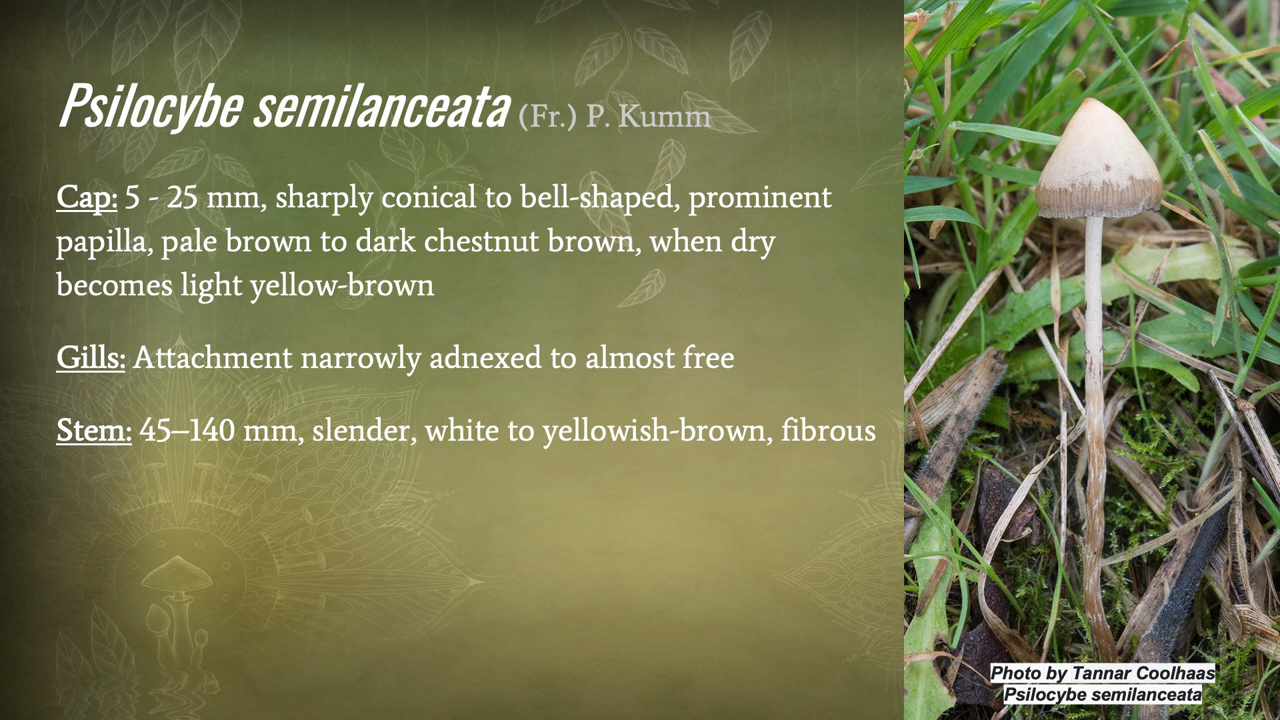 Psilocybe semilanceata (Fr.) P. Kumm
Cap: 5 - 25 mm, sharply conical to bell-shaped, prominent
papilla, pale brown to dark chestnut brown, when dry
becomes light yellow-brown
Gills: Attachment narrowly adnexed to almost free
Stem: 45–140 mm, slender, white to yellowish-brown, fibrous
Photo by Tannar Coolhaas
Psilocybe semilanceata